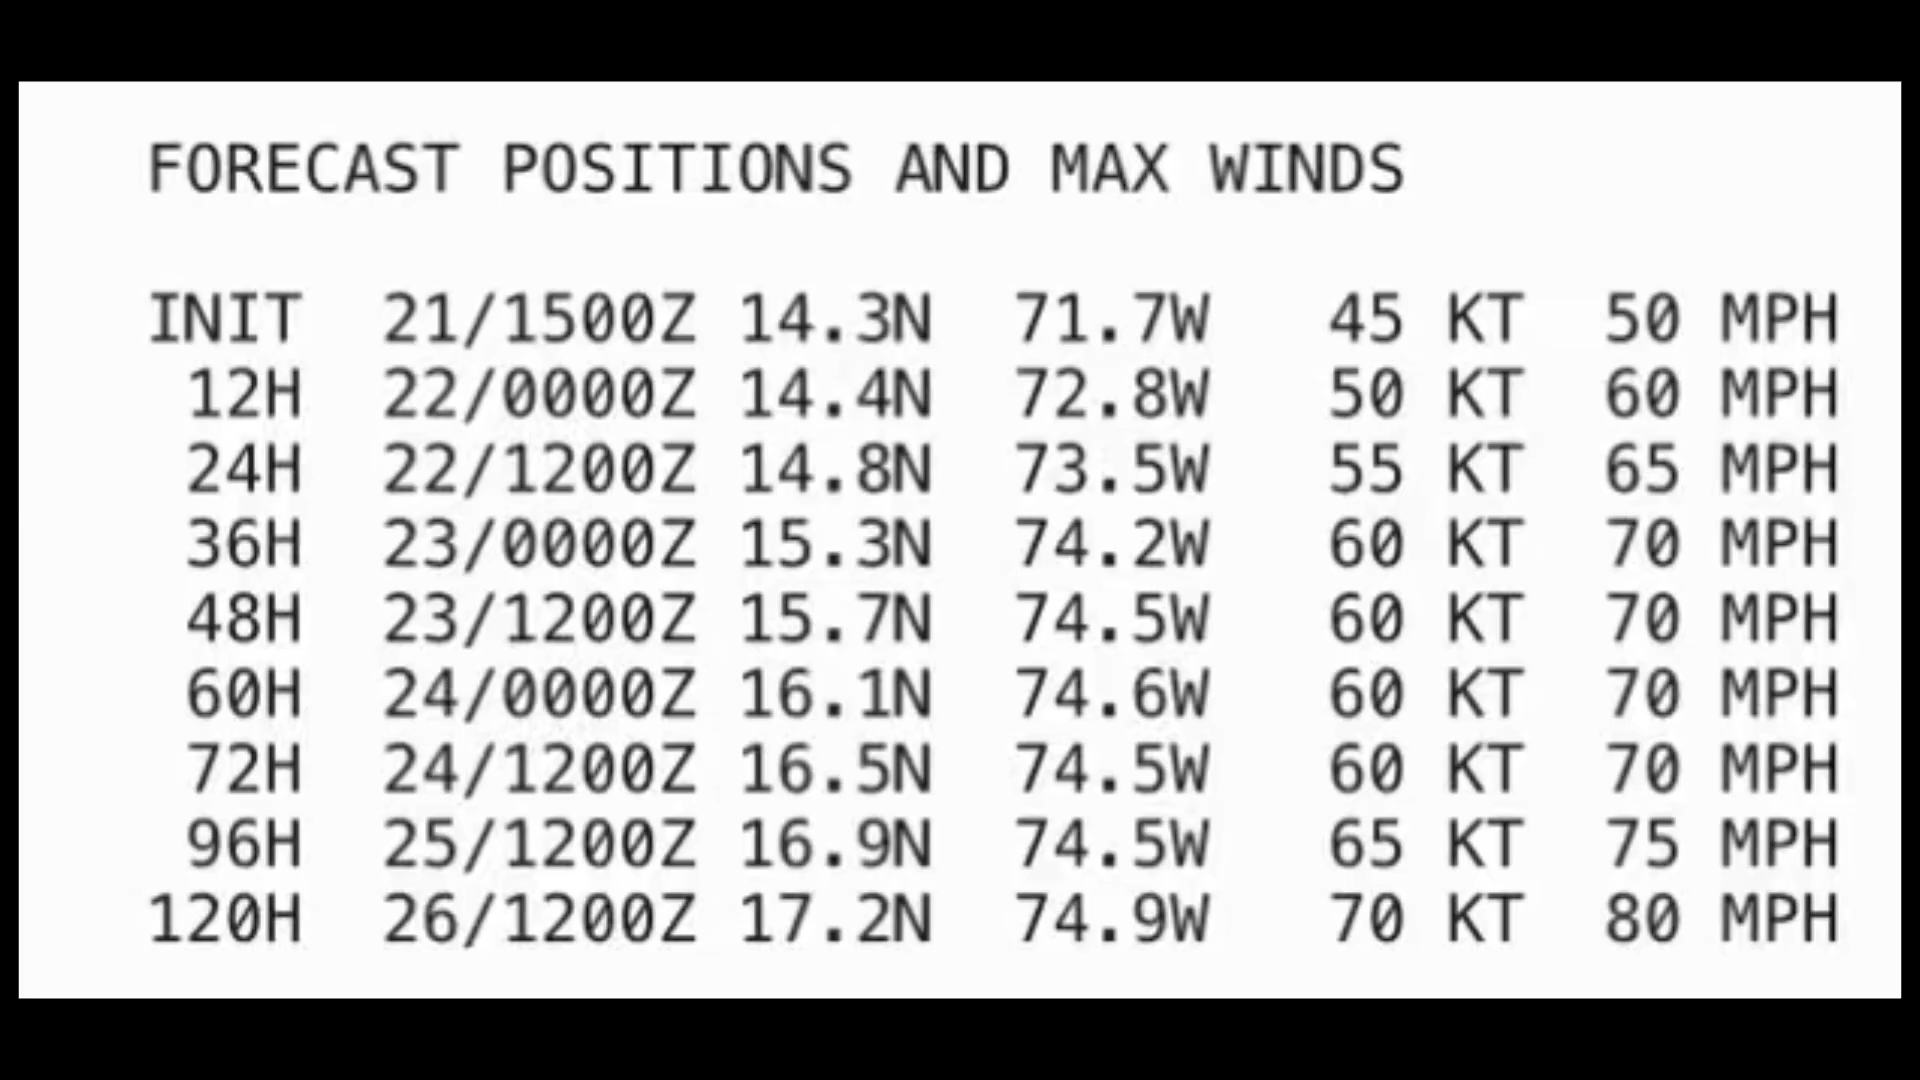 FORECAST POSITIONS AND MAX WINDS
INIT 21/1500Z 14.3N 71.7W 45 KT 50 MPH
12H 22/0000Z 14.4N 72.8W 50 KT 60 MPH
24H 22/1200Z 14.8N 73.5W 55 KT 65 MPH
36H 23/0000Z 15.3N 74.2W 60 KT 70 MPH
48H 23/1200Z 15.7N 74.5W 60 KT 70 MPH
60H 24/0000Z 16.1N 74.6W 60 KT 70 MPH
72H 24/1200Z 16.5N 74.5W 60 KT 70 MPH
96H 25/1200Z 16.9N 74.5W 65 KT 75 MPH
120H 26/1200Z 17.2N 74.9W 70 KT 80 MPH